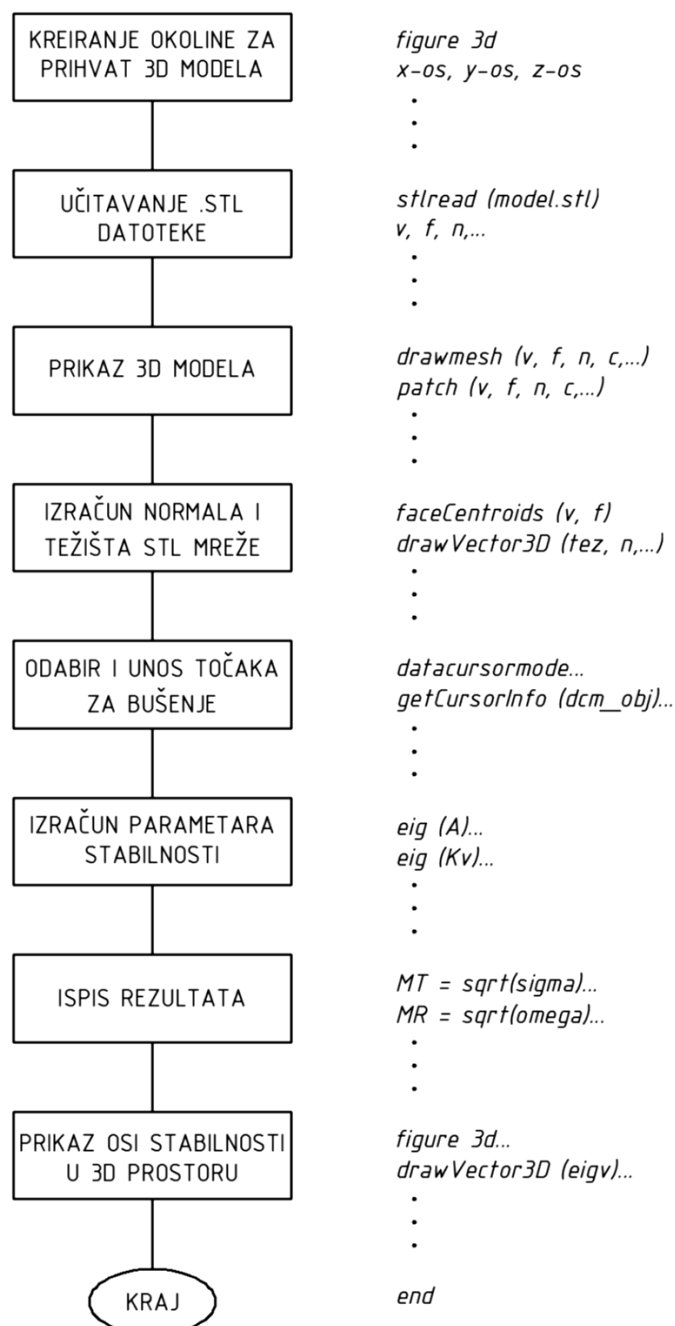 KREIRANJE OKOLINE ZA
PRIHVAT 3D MODELA
figure 3d
x-os, y-os, z-os
UČITAVANJE .STL
DATOTEKE
stlread (model.stl)
v, f, n,...
PRIKAZ 3D MODELA
drawmesh (v, f, n, c,...)
patch (v, f, n, c,...)
IZRAČUN NORMALA I
TEŽIŠTA STL MREŽE
faceCentroids (v, f)
drawVector3D (tez, n,...)
ODABIR I UNOS TOČAKA
ZA BUŠENJE
datacursormode...
getCursorInfo (dcm_obj)...
IZRAČUN PARAMETARA
STABILNOSTI
eig (A)...
eig (Kv)...
ISPIS REZULTATA
MT = sqrt(sigma)...
MR = sqrt(omega)...
PRIKAZ OSI STABILNOSTI
U 3D PROSTORU
figure 3d...
drawVector3D (eigv)...
KRAJ
end